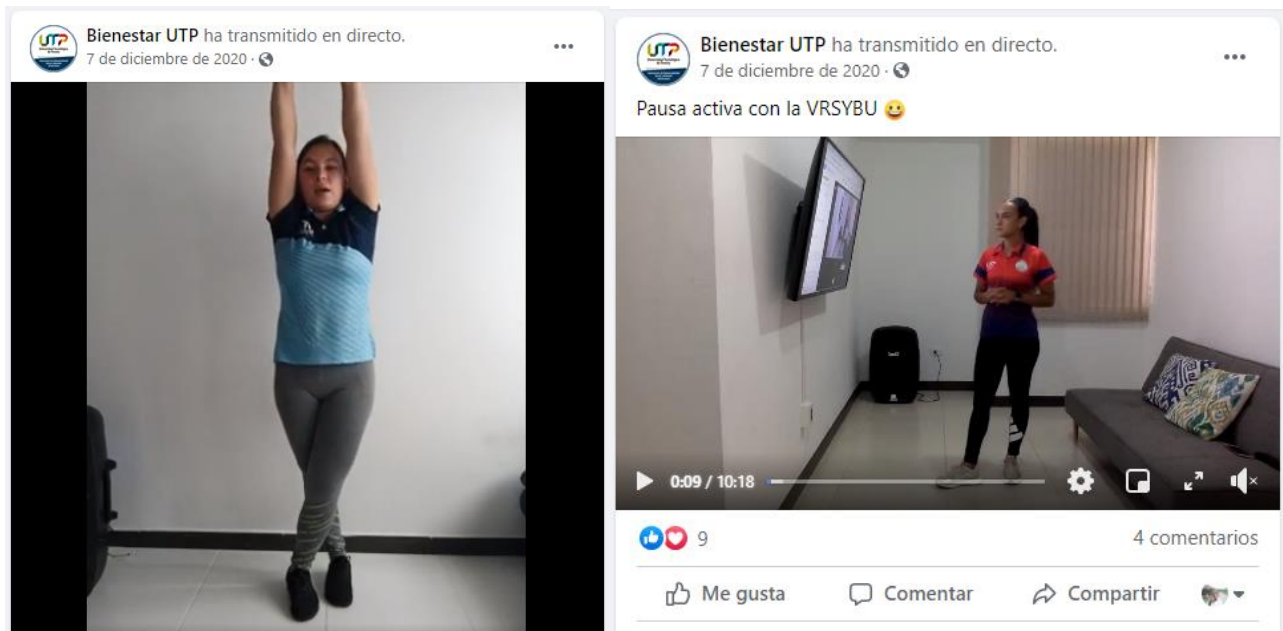 Bienestar UTP ha transmitido en directo.
7 de diciembre de 2020 ·
UTP
Bienestar UTP ha transmitido en directo.
7 de diciembre de 2020 ·
UTP
Pausa activa con la VRSYBU 😀
0:09 / 10:18
9
4 comentarios
Me gusta
Comentar
Compartir